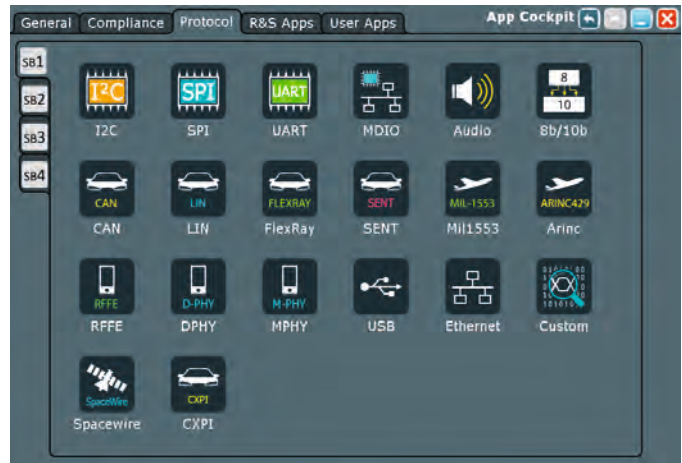 General Compliance Protocol R&S Apps User Apps App Cockpit
SB1
SB2
SB3
SB4
I²C SPI UART 8 10
I2C SPI UART MDIO Audio 8b/10b
CAN LIN FLEXRAY SENT MIL-1553 ARINC429
CAN LIN FlexRay SENT Mil1553 Arinc
RFFE D-PHY M-PHY
RFFE DPHY MPHY USB Ethernet Custom
SpaceWire CXPI
Spacewire CXPI